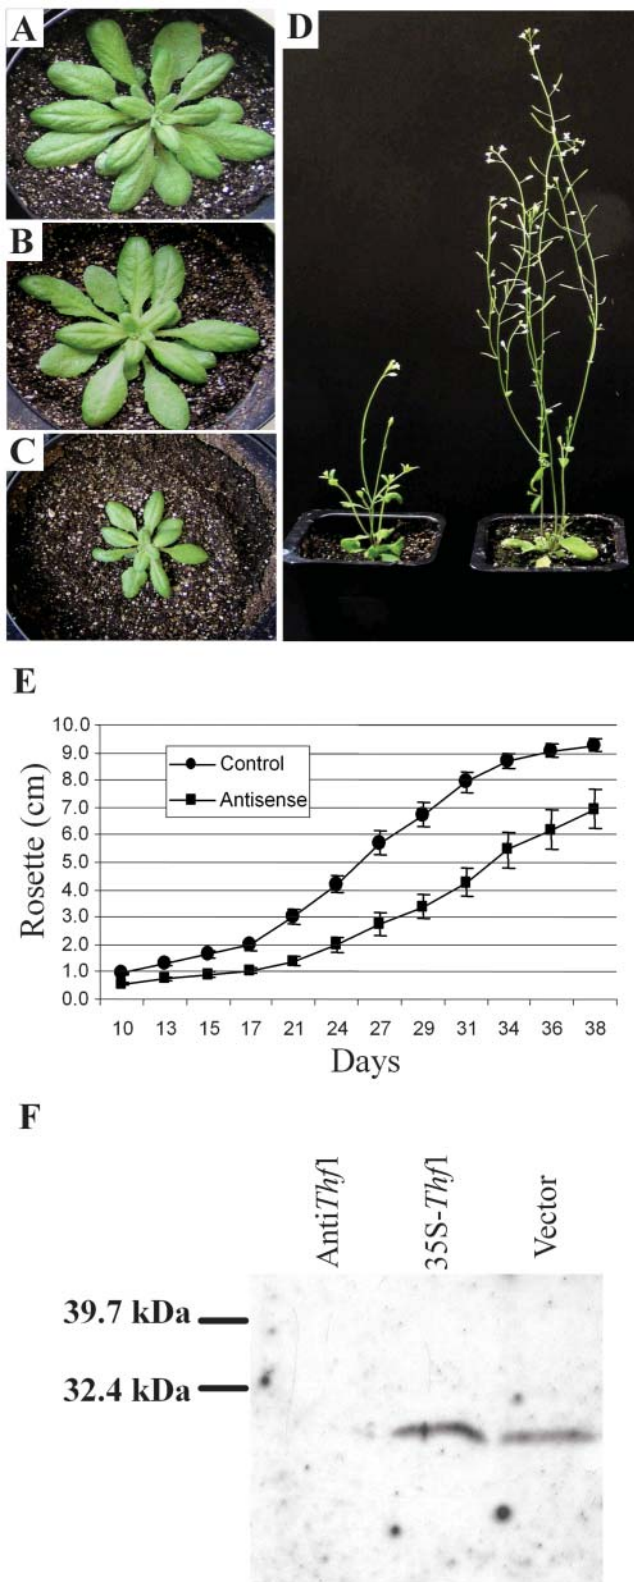 A
D
B
C
E
Rosette (cm)
10.0
9.0
8.0
7.0
6.0
5.0
4.0
3.0
2.0
1.0
0.0
Control
Antisense
10 13 15 17 21 24 27 29 31 34 36 38
Days
F
AntiThf1
35S-Thf1
Vector
39.7 kDa
32.4 kDa